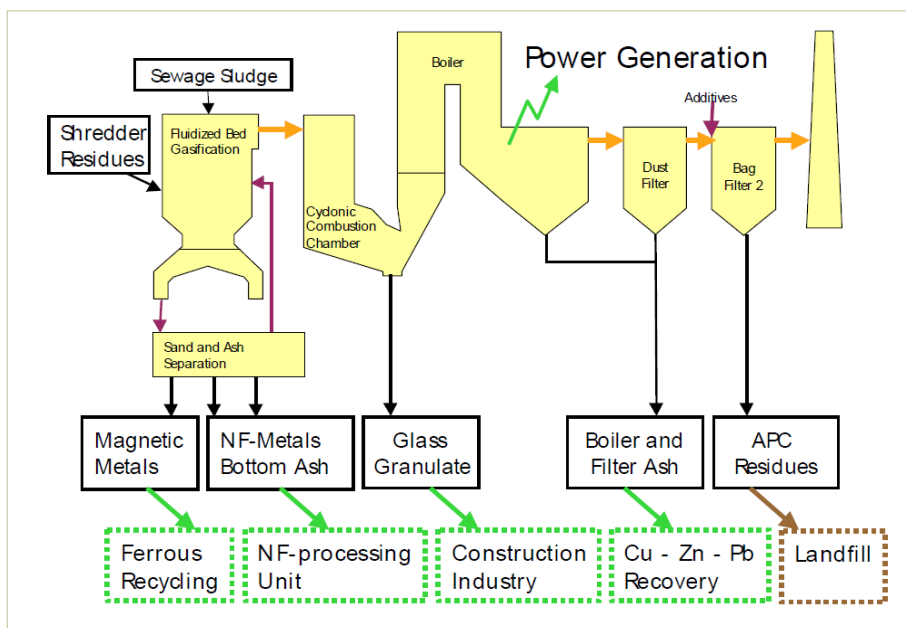 Sewage Sludge
Shredder
Residues
Fluidized Bed
Gasification
Boiler
Power Generation
Additives
Cyclonic
Combustion
Chamber
Dust
Filter
Bag
Filter 2
Sand and Ash
Separation
Magnetic
Metals
NF-Metals
Bottom Ash
Glass
Granulate
Boiler and
Filter Ash
APC
Residues
Ferrous
Recycling
NF-processing
Unit
Construction
Industry
Cu - Zn - Pb
Recovery
Landfill